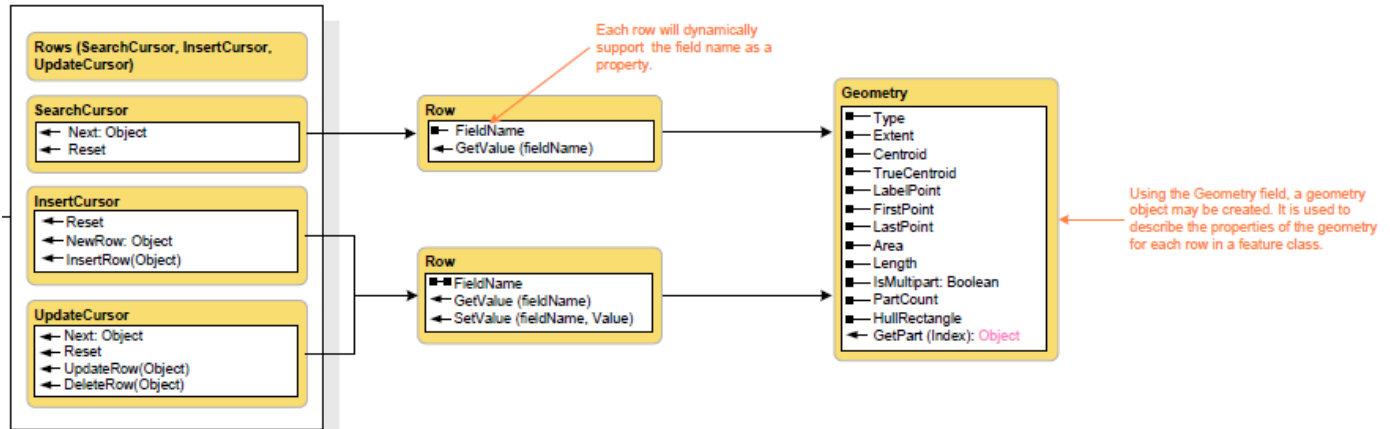 Rows (SearchCursor, InsertCursor,
UpdateCursor)
SearchCursor
Next: Object
Reset
InsertCursor
Reset
NewRow: Object
InsertRow(Object)
UpdateCursor
Next: Object
Reset
UpdateRow(Object)
DeleteRow(Object)
Each row will dynamically
support the field name as a
property.
Row
FieldName
GetValue (fieldName)
Row
FieldName
GetValue (fieldName)
SetValue (fieldName, Value)
Geometry
Type
Extent
Centroid
TrueCentroid
LabelPoint
FirstPoint
LastPoint
Area
Length
IsMultipart: Boolean
PartCount
HullRectangle
GetPart (Index): Object
Using the Geometry field, a geometry
object may be created. It is used to
describe the properties of the geometry
for each row in a feature class.